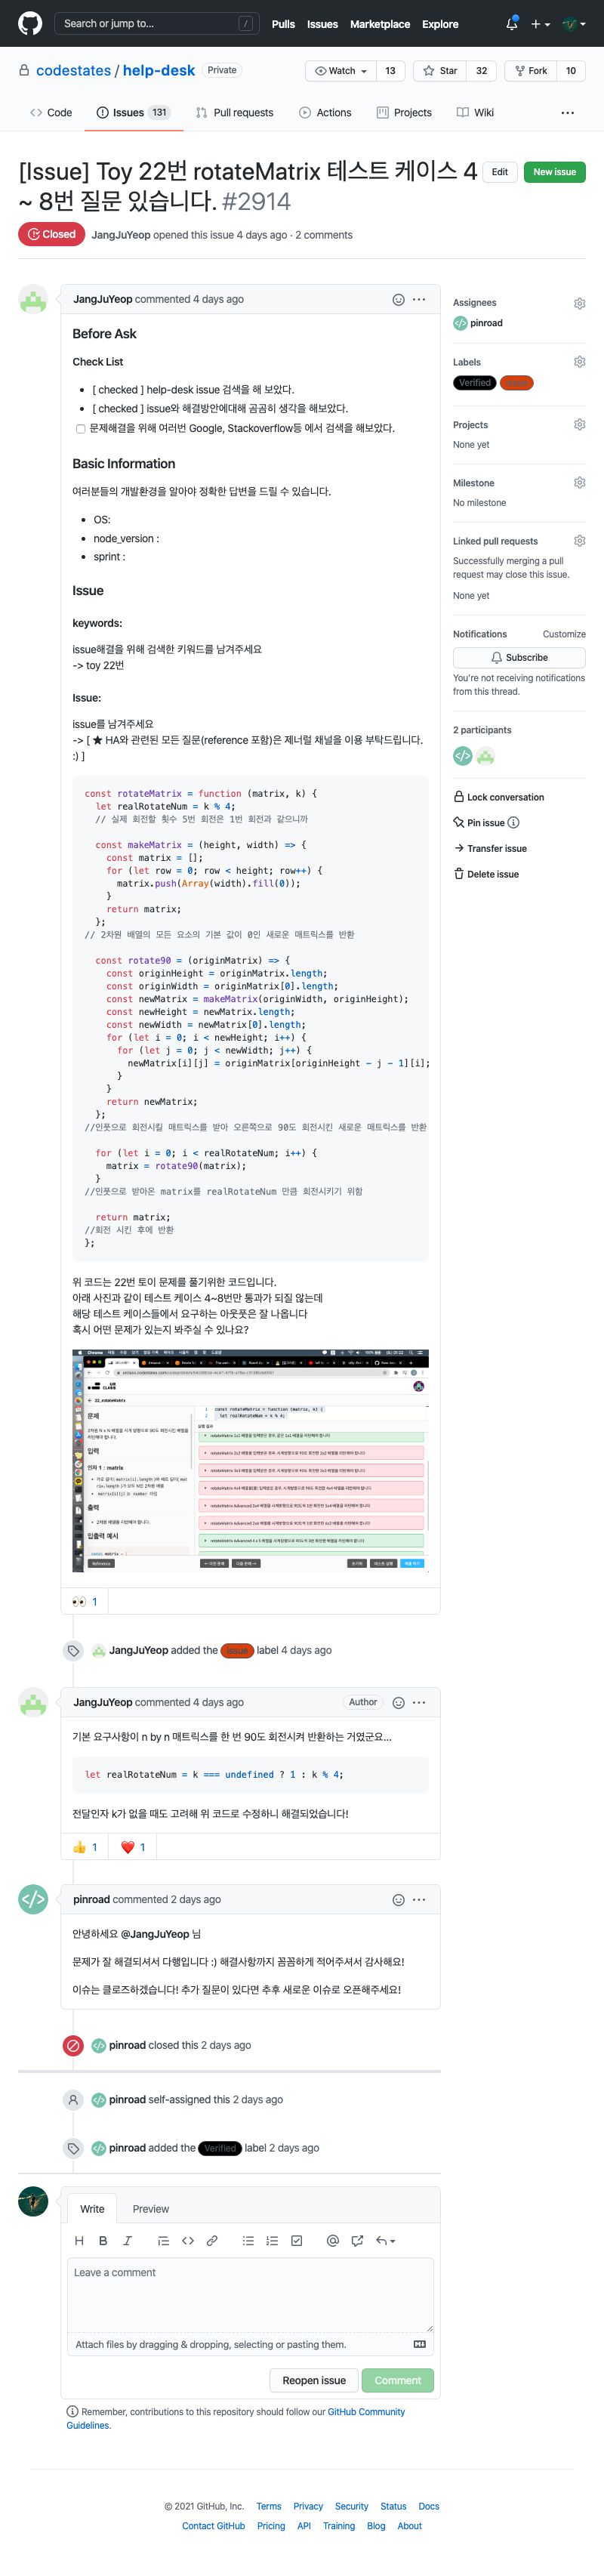 Search or jump to...
/
Pulls Issues Marketplace Explore
codestates / help-desk Private
Watch 13 Star 32 Fork 10
Code Issues 131 Pull requests Actions Projects Wiki
[Issue] Toy 22번 rotateMatrix 테스트 케이스 4
~ 8번 질문 있습니다. #2914
Edit New issue
Closed JangJuYeop opened this issue 4 days ago · 2 comments
JangJuYeop commented 4 days ago
Before Ask
Check List
• [ checked ] help-desk issue 검색을 해 보았다.
• [ checked ] issue와 해결방안에대해 곰곰히 생각을 해보았다.
문제해결을 위해 여러번 Google, Stackoverflow등 에서 검색을 해보았다.
Basic Information
여러분들의 개발환경을 알아야 정확한 답변을 드릴 수 있습니다.
• OS:
• node_version :
• sprint :
Issue
keywords:
issue해결을 위해 검색한 키워드를 남겨주세요
-> toy 22번
Issue:
issue를 남겨주세요
-> [ ★ HA와 관련된 모든 질문(reference 포함)은 제너럴 채널을 이용 부탁드립니다.
:) ]
const rotateMatrix = function (matrix, k) {
let realRotateNum = k % 4;
// 실제 회전할 횟수 5번 회전은 1번 회전과 같으니까
const makeMatrix = (height, width) => {
const matrix = [];
for (let row = 0; row < height; row++) {
matrix.push(Array(width).fill(0));
}
return matrix;
};
// 2차원 배열의 모든 요소의 기본 값이 0인 새로운 매트릭스를 반환
const rotate90 = (originMatrix) => {
const originHeight = originMatrix.length;
const originWidth = originMatrix[0].length;
const newMatrix = makeMatrix(originWidth, originHeight);
const newHeight = newMatrix.length;
const newWidth = newMatrix[0].length;
for (let i = 0; i < newHeight; i++) {
for (let j = 0; j < newWidth; j++) {
newMatrix[i][j] = originMatrix[originHeight - j - 1][i];
}
}
return newMatrix;
};
//인풋으로 회전시킬 매트릭스를 받아 오른쪽으로 90도 회전시킨 새로운 매트릭스를 반환
for (let i = 0; i < realRotateNum; i++) {
matrix = rotate90(matrix);
}
//인풋으로 받아온 matrix를 realRotateNum 만큼 회전시키기 위함
return matrix;
//회전 시킨 후에 반환
};
위 코드는 22번 토이 문제를 풀기위한 코드입니다.
아래 사진과 같이 테스트 케이스 4~8번만 통과가 되질 않는데
해당 테스트 케이스들에서 요구하는 아웃풋은 잘 나옵니다
혹시 어떤 문제가 있는지 봐주실 수 있나요?
22_rotateMatrix
문제
입력
인자 1 : matrix
출력
입출력 예시
const rotateMatrix = function (matrix, k) {
let realRotateNum = k % 4;
Reference
👀 1
JangJuYeop added the label 4 days ago
JangJuYeop commented 4 days ago Author
기본 요구사항이 n by n 매트릭스를 한 번 90도 회전시켜 반환하는 거였군요...
let realRotateNum = k === undefined ? 1 : k % 4;
전달인자 k가 없을 때도 고려해 위 코드로 수정하니 해결되었습니다!
👍 1 ❤️ 1
pinroad commented 2 days ago
안녕하세요 @JangJuYeop 님
문제가 잘 해결되셔서 다행입니다 :) 해결사항까지 꼼꼼하게 적어주셔서 감사해요!
이슈는 클로즈하겠습니다! 추가 질문이 있다면 추후 새로운 이슈로 오픈해주세요!
pinroad closed this 2 days ago
pinroad self-assigned this 2 days ago
pinroad added the Verified label 2 days ago
Write Preview
Leave a comment
Attach files by dragging & dropping, selecting or pasting them.
Reopen issue Comment
Remember, contributions to this repository should follow our GitHub Community
Guidelines.
Assignees
pinroad
Labels
Verified
Projects
None yet
Milestone
No milestone
Linked pull requests
Successfully merging a pull
request may close this issue.
None yet
Notifications Customize
Subscribe
You're not receiving notifications
from this thread.
2 participants
Lock conversation
Pin issue
Transfer issue
Delete issue
© 2021 GitHub, Inc. Terms Privacy Security Status Docs
Contact GitHub Pricing API Training Blog About